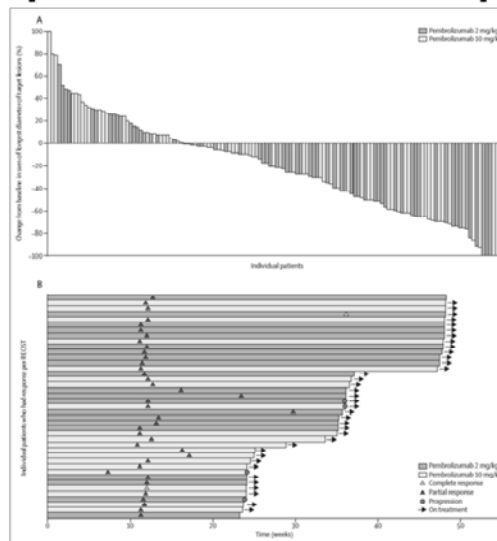 A
Pembrolizumab 2 mg/kg
Pembrolizumab 10 mg/kg
Change from baseline in sum of longest diameter of target lesions (%)
100
80
60
40
20
0
-20
-40
-60
-80
-100
Individual patients
B
Individual patients who had response per RECIST
Pembrolizumab 2 mg/kg
Pembrolizumab 10 mg/kg
Complete response
Partial response
Progression
On treatment
0 10 20 30 40 50
Time (weeks)